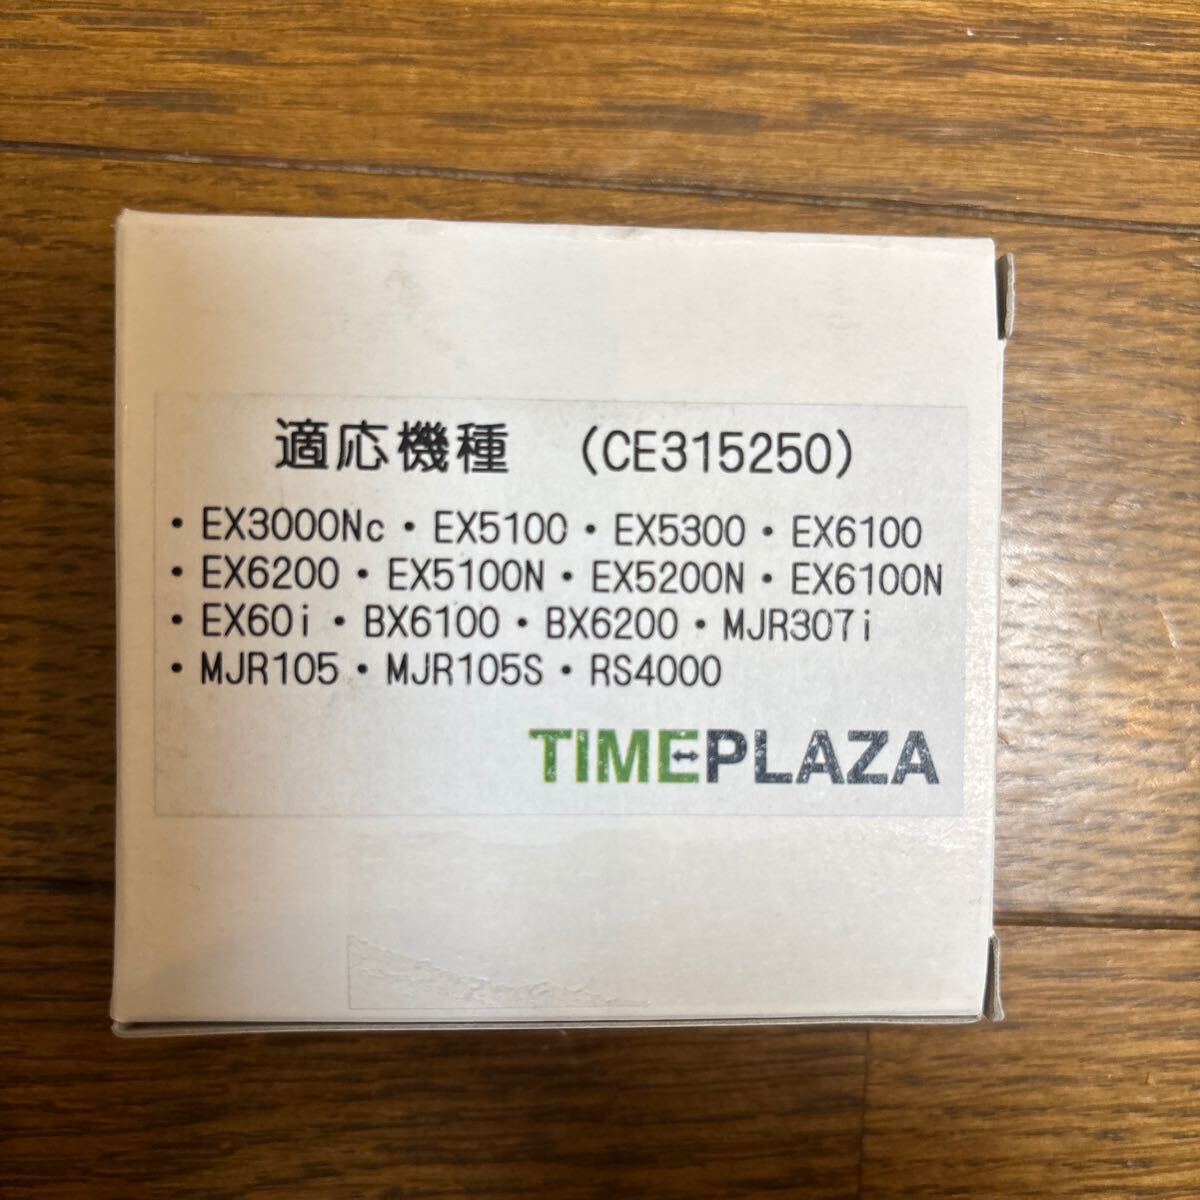 適応機種 (CE315250)
・EX3000Nc・EX5100・EX5300・EX6100
・EX6200・EX5100N・EX5200N・EX6100N
・EX60i・BX6100・BX6200・MJR307i
・MJR105・MJR105S・RS4000
TIMEPLAZA